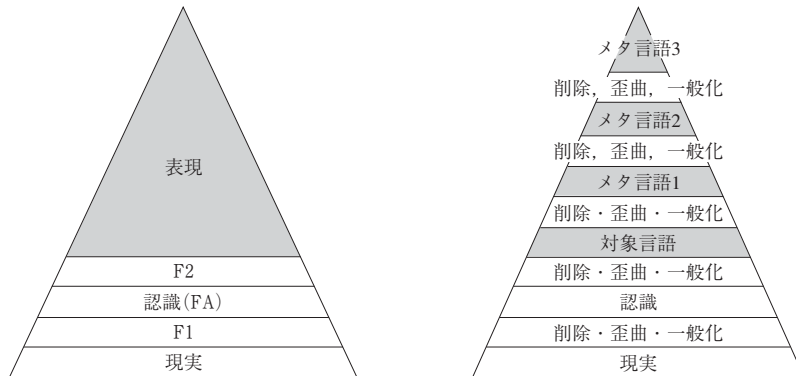 表現
F2
認識(FA)
F1
現実
メタ言語3
削除，歪曲，一般化
メタ言語2
削除，歪曲，一般化
メタ言語1
削除・歪曲・一般化
対象言語
削除・歪曲・一般化
認識
削除・歪曲・一般化
現実